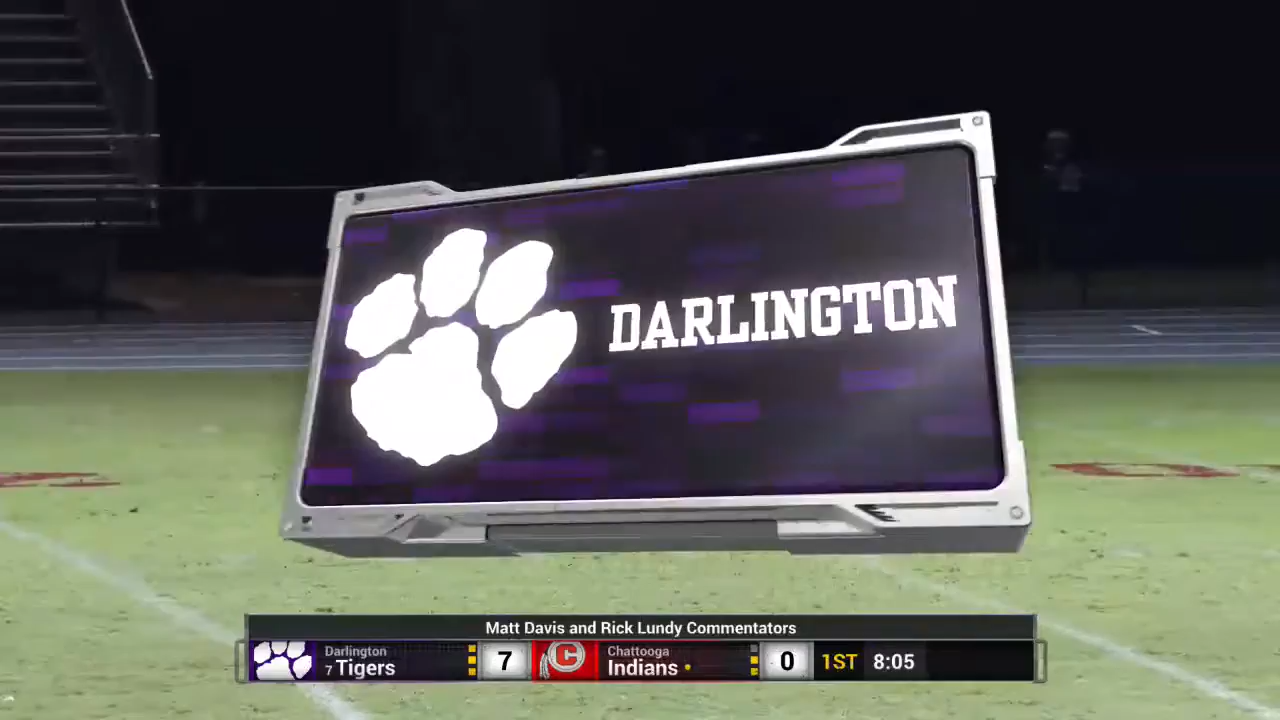 DARLINGTON
Matt Davis and Rick Lundy Commentators
Darlington
7 Tigers
7
C
Chattooga
Indians
0
1ST 8:05